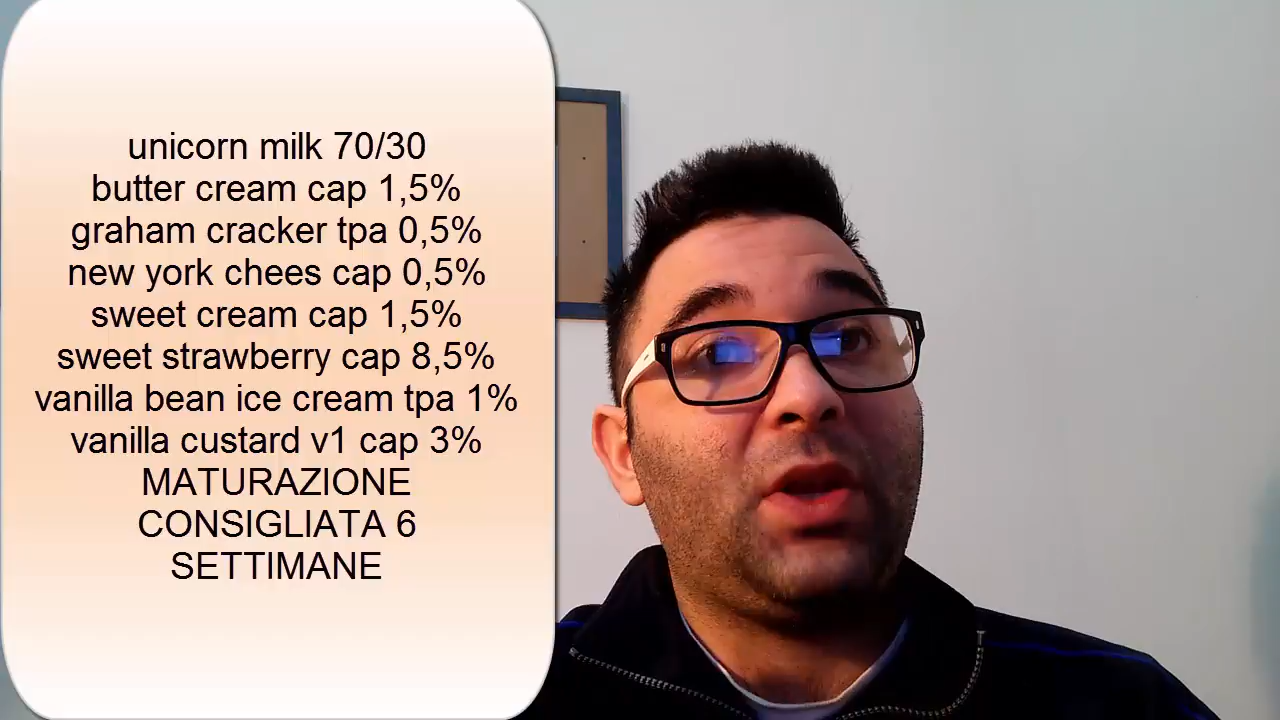 unicorn milk 70/30
butter cream cap 1,5%
graham cracker tpa 0,5%
new york chees cap 0,5%
sweet cream cap 1,5%
sweet strawberry cap 8,5%
vanilla bean ice cream tpa 1%
vanilla custard v1 cap 3%
MATURAZIONE
CONSIGLIATA 6
SETTIMANE